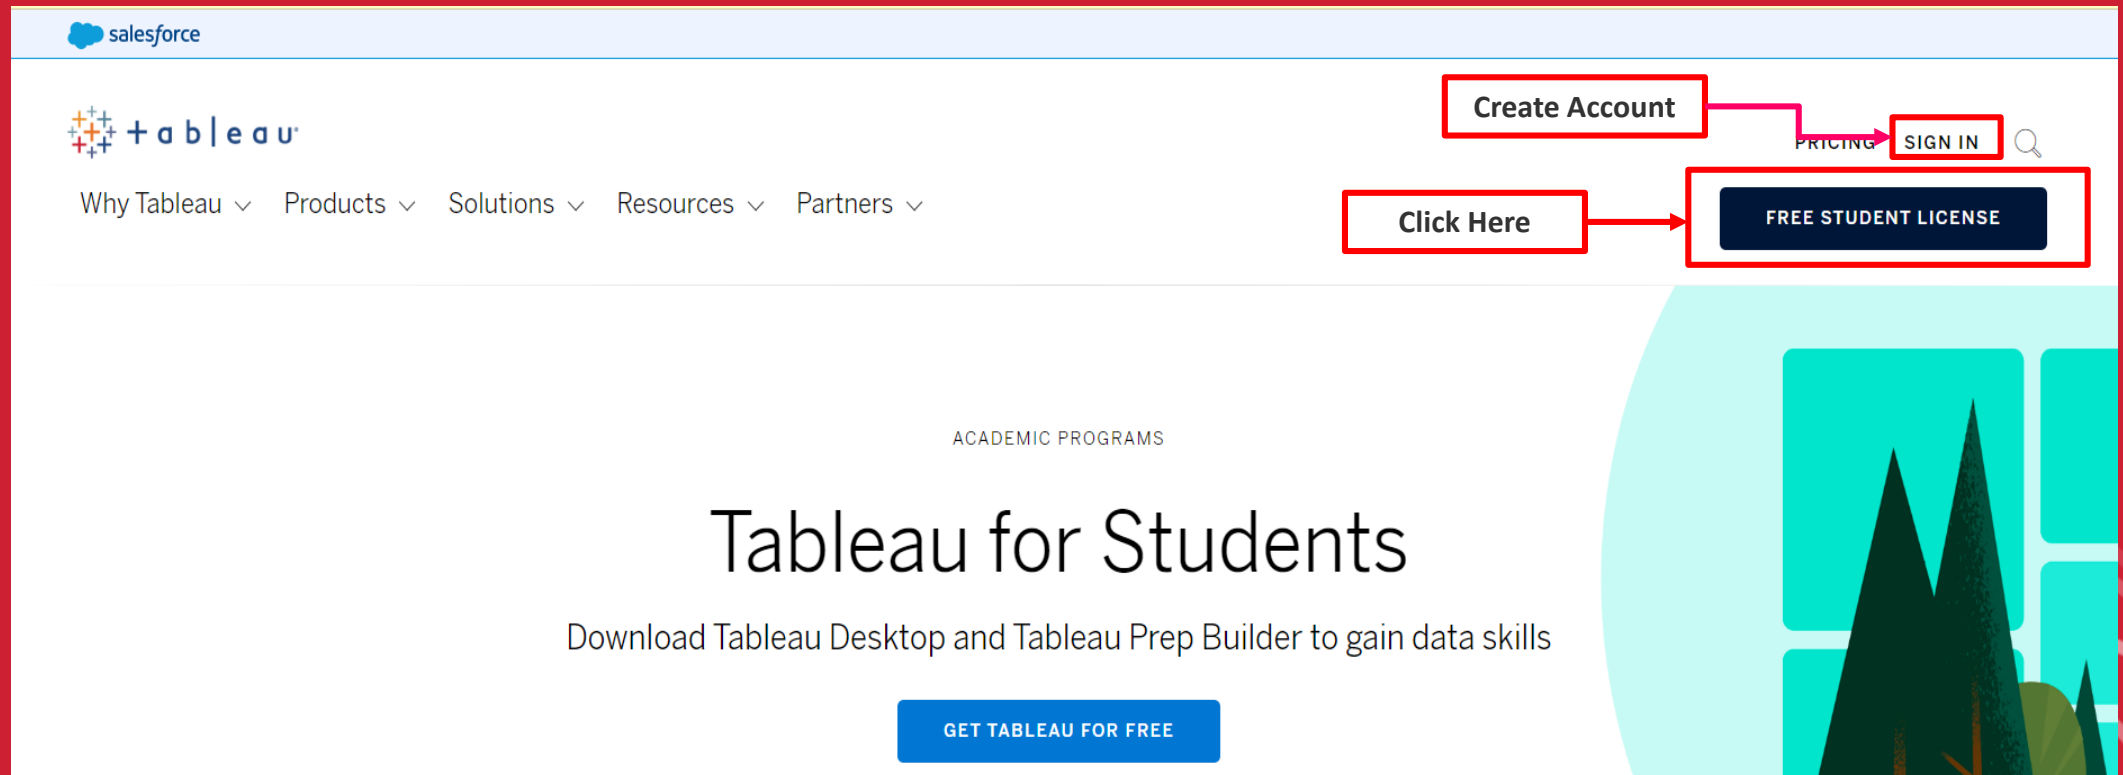 salesforce
Create Account
+ableau
PRICING SIGN IN
Why Tableau Products Solutions Resources Partners
Click Here
FREE STUDENT LICENSE
ACADEMIC PROGRAMS
Tableau for Students
Download Tableau Desktop and Tableau Prep Builder to gain data skills
GET TABLEAU FOR FREE